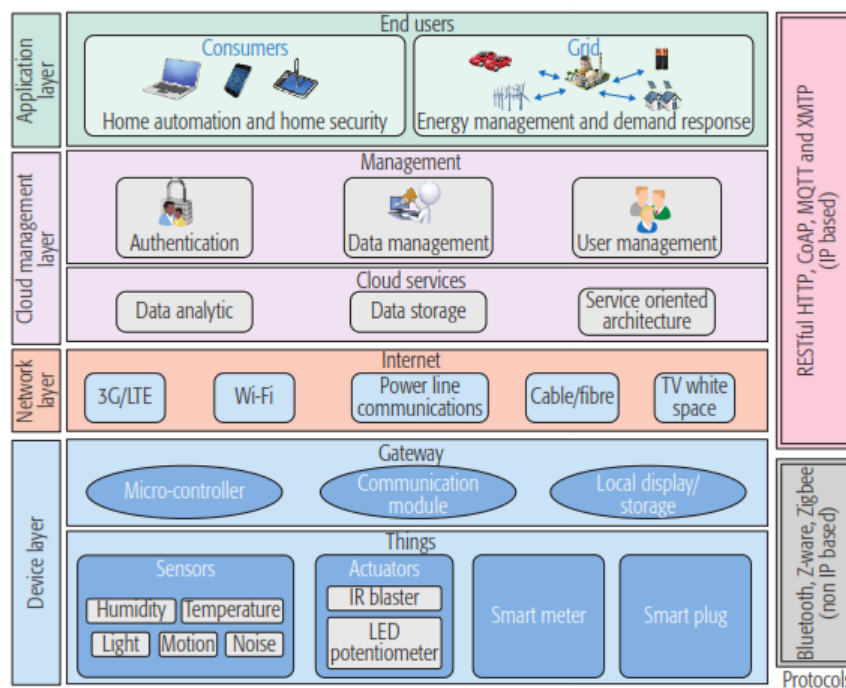 Application
layer
End users
Consumers
Home automation and home security
Grid
Energy management and demand response
Cloud management
layer
Management
Authentication
Data management
User management
Cloud services
Data analytic
Data storage
Service oriented
architecture
Network
layer
Internet
3G/LTE
Wi-Fi
Power line
communications
Cable/fibre
TV white
space
Device layer
Gateway
Micro-controller
Communication
module
Local display/
storage
Things
Sensors
Humidity
Temperature
Light
Motion
Noise
Actuators
IR blaster
LED
potentiometer
Smart meter
Smart plug
RESTful HTTP, CoAP, MQTT and XMTP
(IP based)
Bluetooth, Z-ware, Zigbee
(non IP based)
Protocols